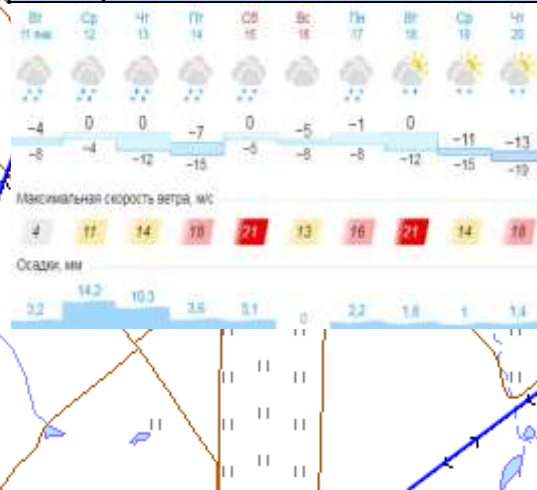 Вт Ср Чт Пт Сб Вс Пн Вт Ср Чт
11 янв 12 13 14 15 16 17 18 19 20
-4 0 0 -7 0 -5 -1 0 -11 -13
-8 -4 -12 -15 -5 -8 -8 -12 -15 -19
Максимальная скорость ветра, м/с
4 11 14 18 21 13 16 21 14 18
Осадки, мм
3,2 14,2 10,3 3,6 3,1 0 2,2 1,8 1 1,4